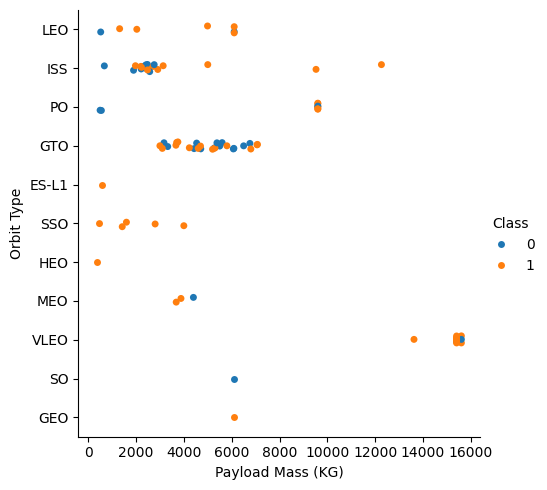 LEO
ISS
PO
GTO
ES-L1
SSO
HEO
MEO
VLEO
SO
GEO
Orbit Type
0 2000 4000 6000 8000 10000 12000 14000 16000
Payload Mass (KG)
Class
0
1